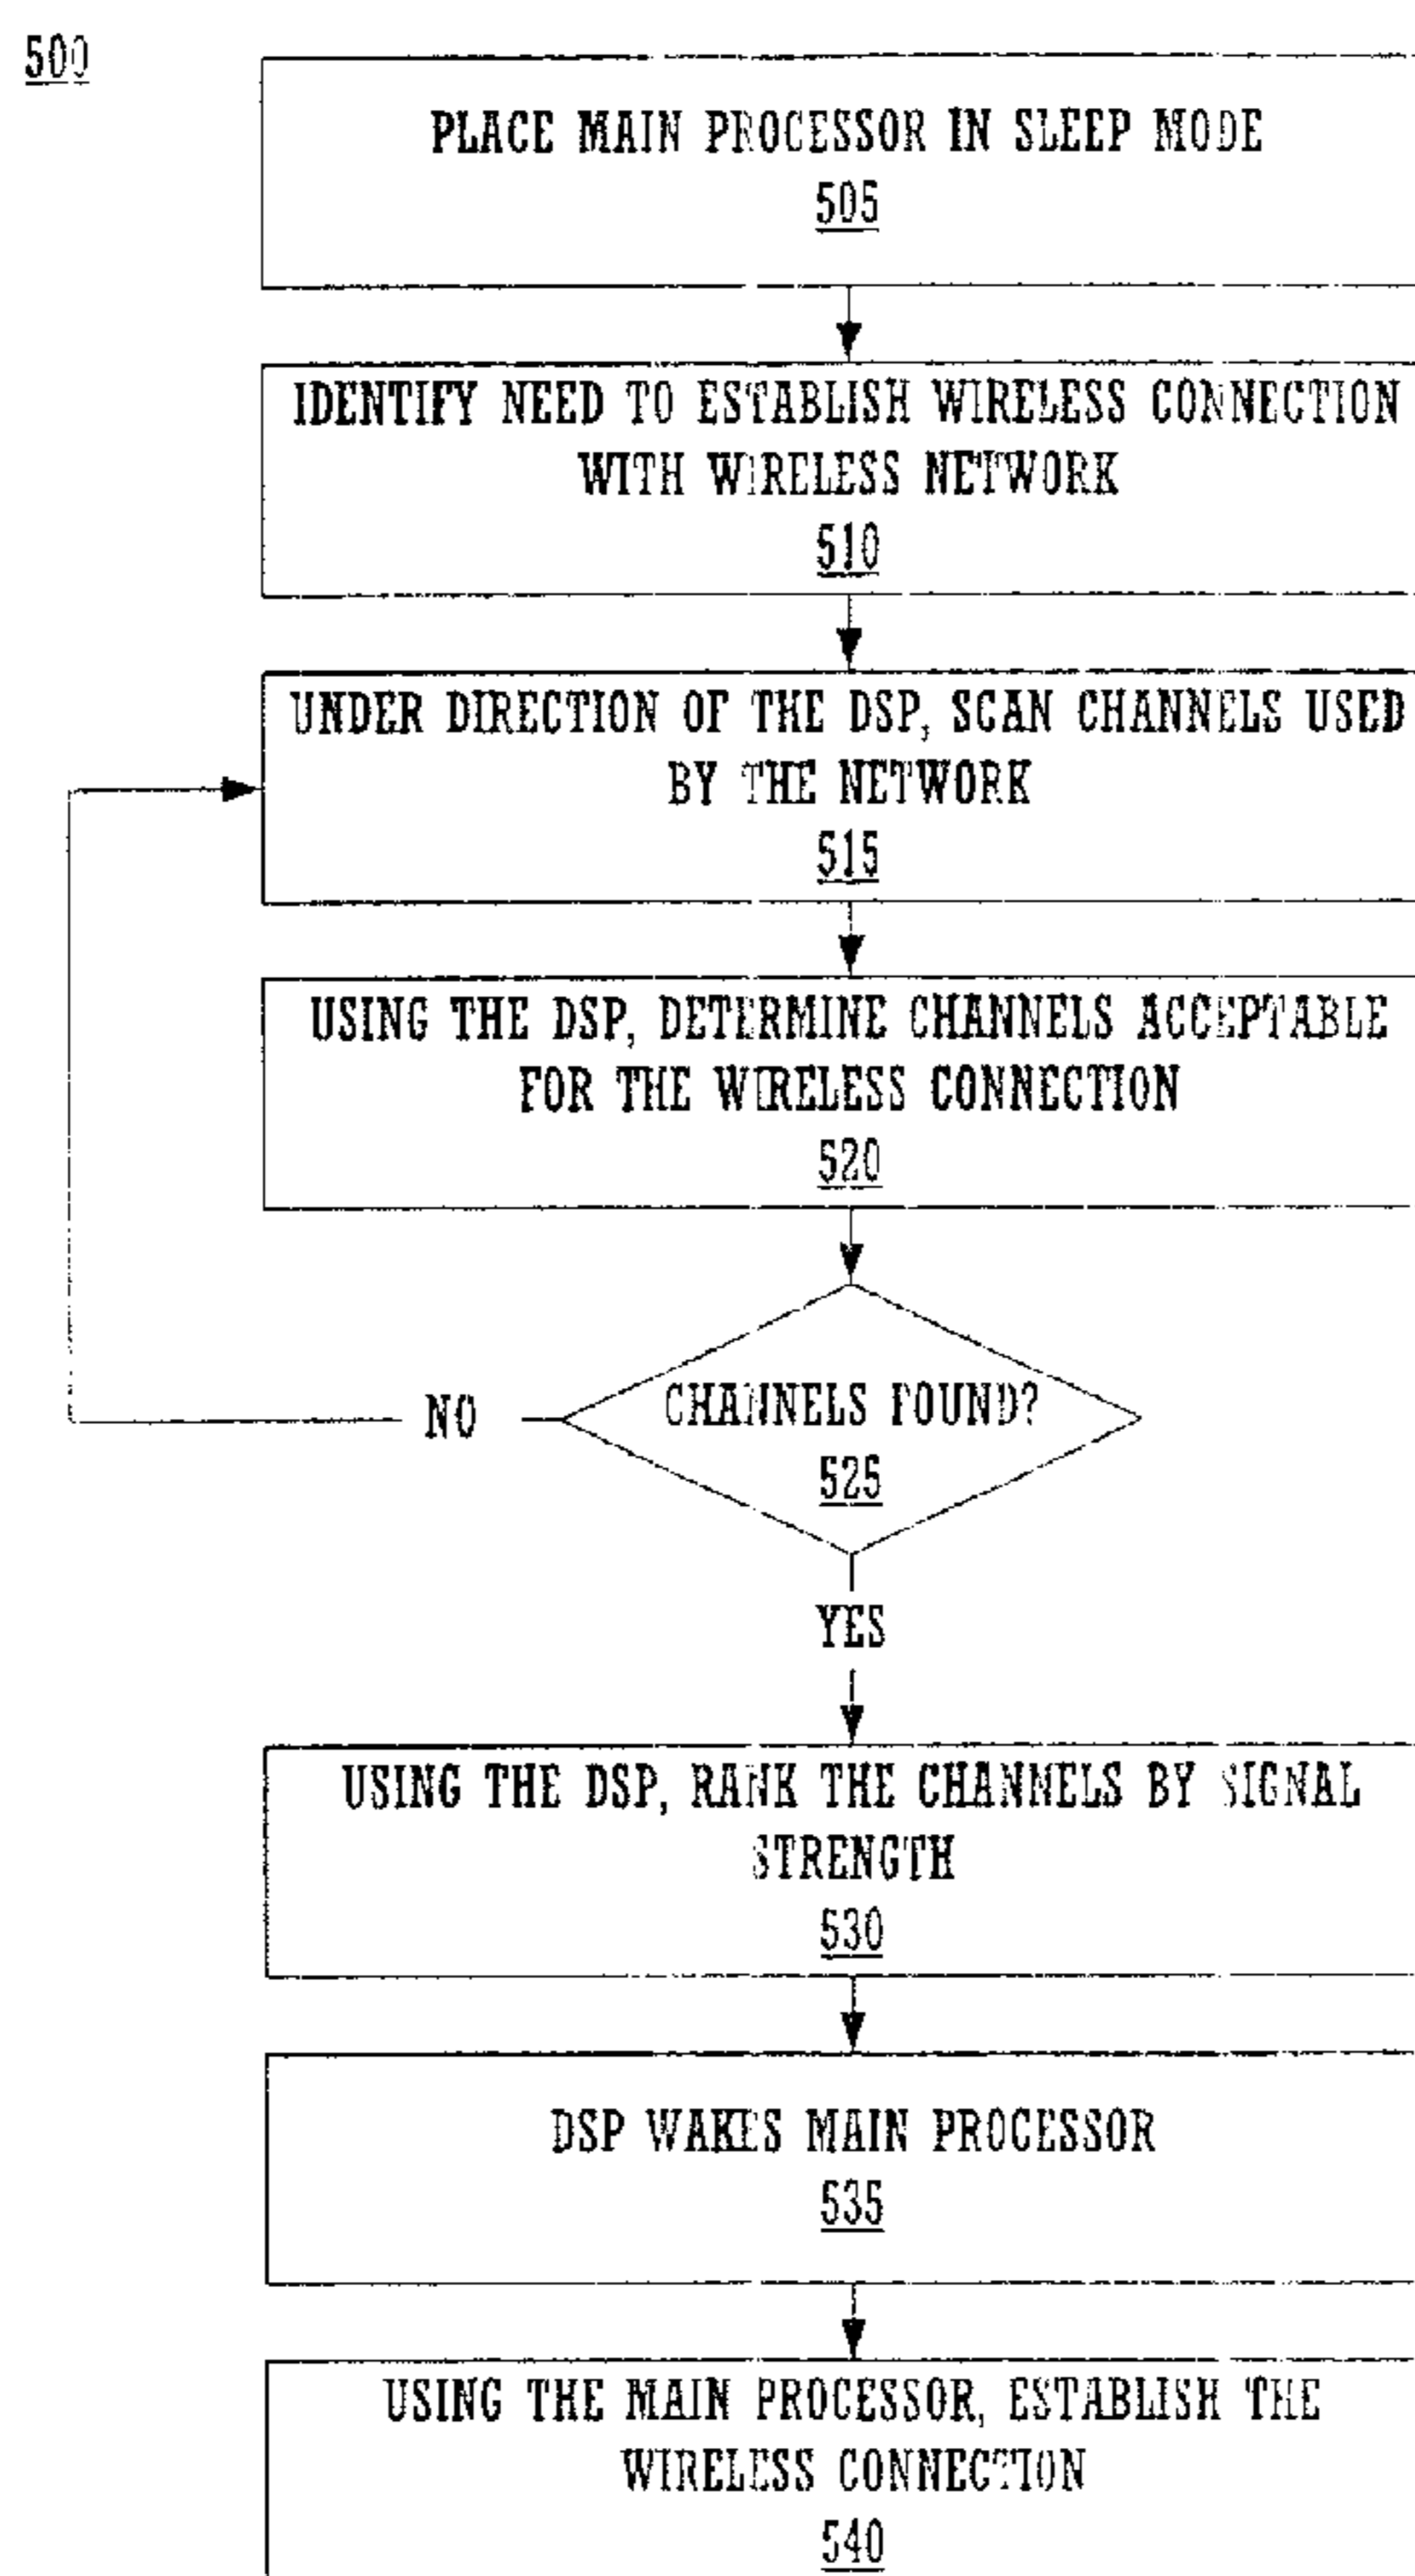 500
PLACE MAIN PROCESSOR IN SLEEP MODE
505
IDENTIFY NEED TO ESTABLISH WIRELESS CONNECTION
WITH WIRELESS NETWORK
510
UNDER DIRECTION OF THE DSP, SCAN CHANNELS USED
BY THE NETWORK
515
USING THE DSP, DETERMINE CHANNELS ACCEPTABLE
FOR THE WIRELESS CONNECTION
520
CHANNELS FOUND?
525
NO
YES
USING THE DSP, RANK THE CHANNELS BY SIGNAL
STRENGTH
530
DSP WAKES MAIN PROCESSOR
535
USING THE MAIN PROCESSOR, ESTABLISH THE
WIRELESS CONNECTION
540